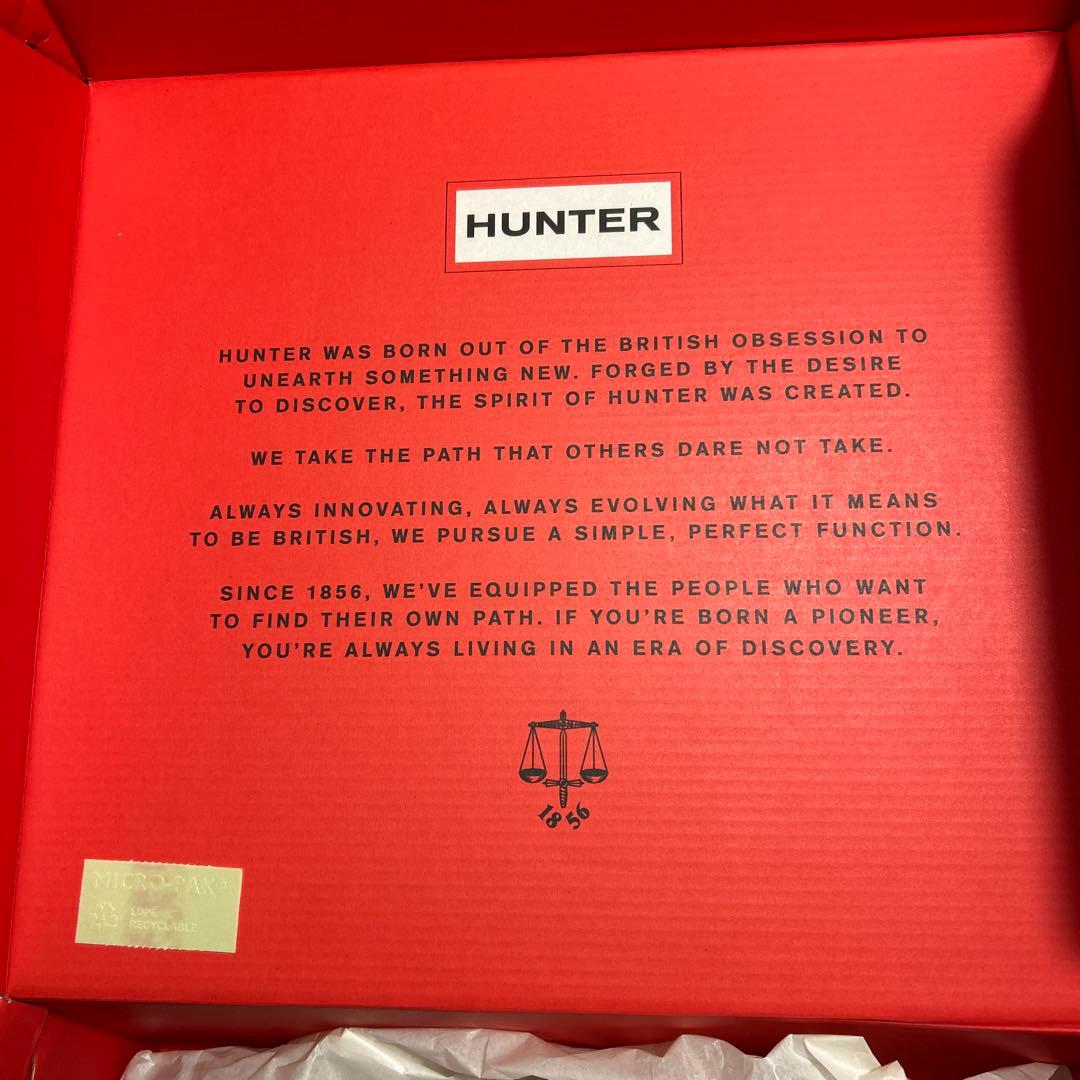 HUNTER
HUNTER WAS BORN OUT OF THE BRITISH OBSESSION TO
UNEARTH SOMETHING NEW. FORGED BY THE DESIRE
TO DISCOVER, THE SPIRIT OF HUNTER WAS CREATED.
WE TAKE THE PATH THAT OTHERS DARE NOT TAKE.
ALWAYS INNOVATING, ALWAYS EVOLVING WHAT IT MEANS
TO BE BRITISH, WE PURSUE A SIMPLE, PERFECT FUNCTION.
SINCE 1856, WE'VE EQUIPPED THE PEOPLE WHO WANT
TO FIND THEIR OWN PATH. IF YOU'RE BORN A PIONEER,
YOU'RE ALWAYS LIVING IN AN ERA OF DISCOVERY.
1856
MICRO-PAK®
LDPE
RECYCLABLE